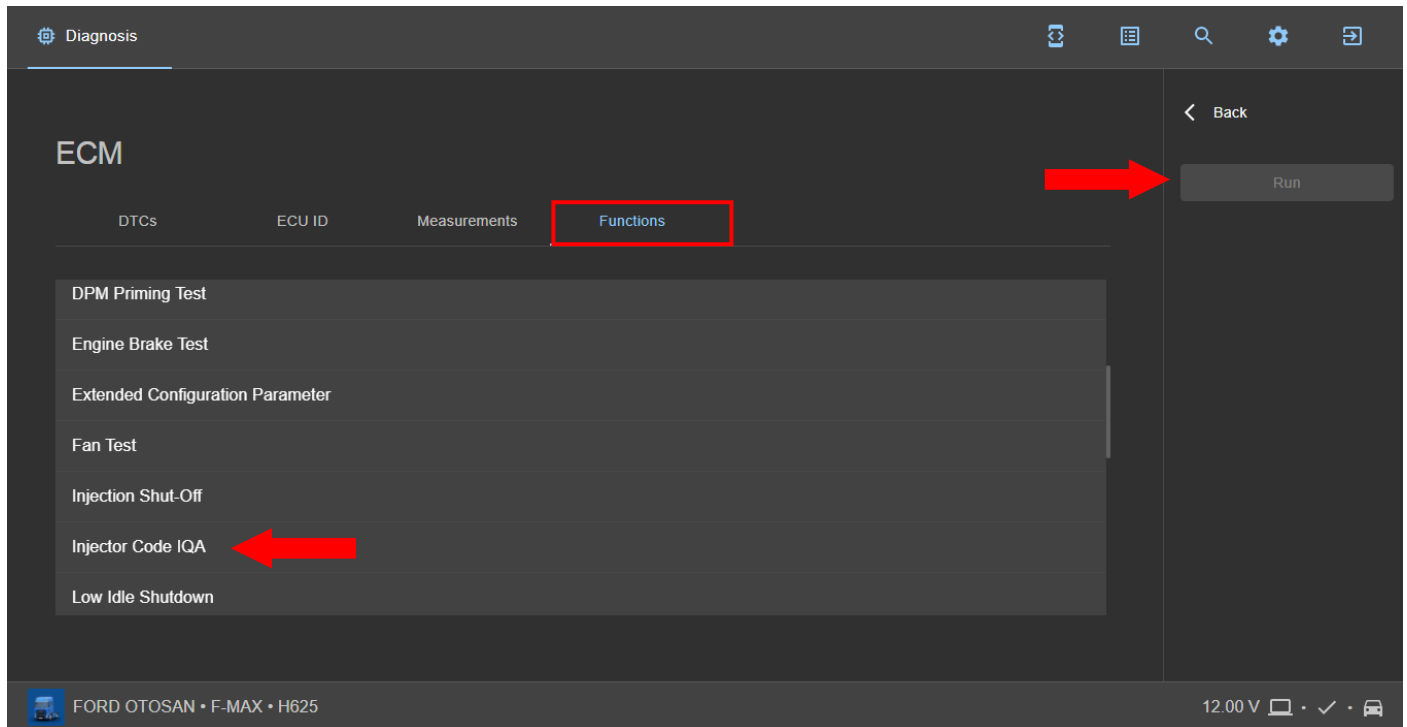 Diagnosis
Back
ECM
Run
DTCs ECU ID Measurements Functions
DPM Priming Test
Engine Brake Test
Extended Configuration Parameter
Fan Test
Injection Shut-Off
Injector Code IQA
Low Idle Shutdown
FORD OTOSAN • F-MAX • H625 12.00 V